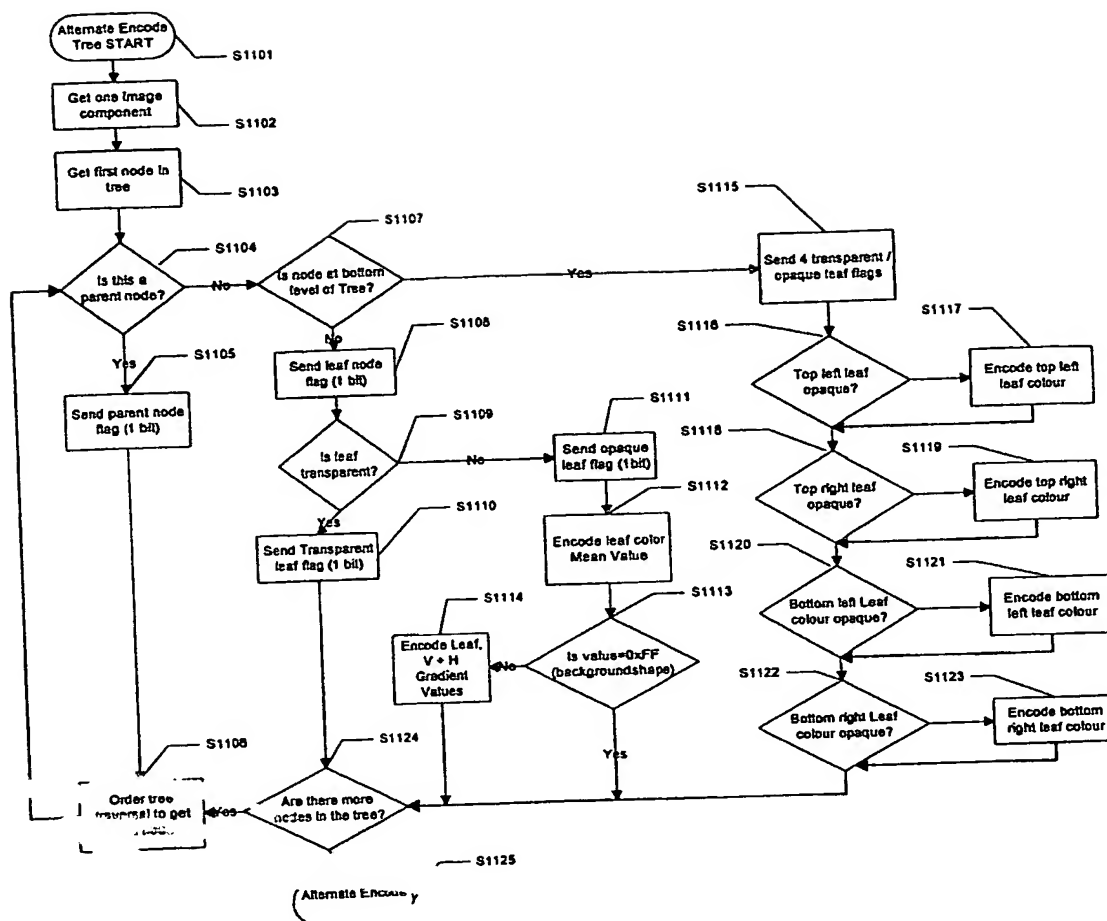 Alternate Encode
Tree START
S1101
Get one Image
component
S1102
Get first node in
tree
S1103
S1104
Is this a
parent node?
No
Yes
S1105
Send parent node
flag (1 bit)
S1107
Is node at bottom
level of Tree?
Yes
No
S1108
Send leaf node
flag (1 bit)
S1109
Is leaf
transparent?
No
Yes
S1110
Send Transparent
leaf flag (1 bit)
S1111
Send opaque
leaf flag (1bit)
S1112
Encode leaf color
Mean Value
S1113
Is value=0xFF
(backgroundshape)
No
Yes
S1114
Encode Leaf,
V + H
Gradient
Values
S1115
Send 4 transparent /
opaque leaf flags
S1116
Top left leaf
opaque?
S1117
Encode top left
leaf colour
S1118
Top right leaf
opaque?
S1119
Encode top right
leaf colour
S1120
Bottom left Leaf
colour opaque?
S1121
Encode bottom
left leaf colour
S1122
Bottom right Leaf
colour opaque?
S1123
Encode bottom
right leaf colour
S1124
Are there more
nodes in the tree?
Yes
S1106
Order tree
traversal to get
S1125
Alternate Encode